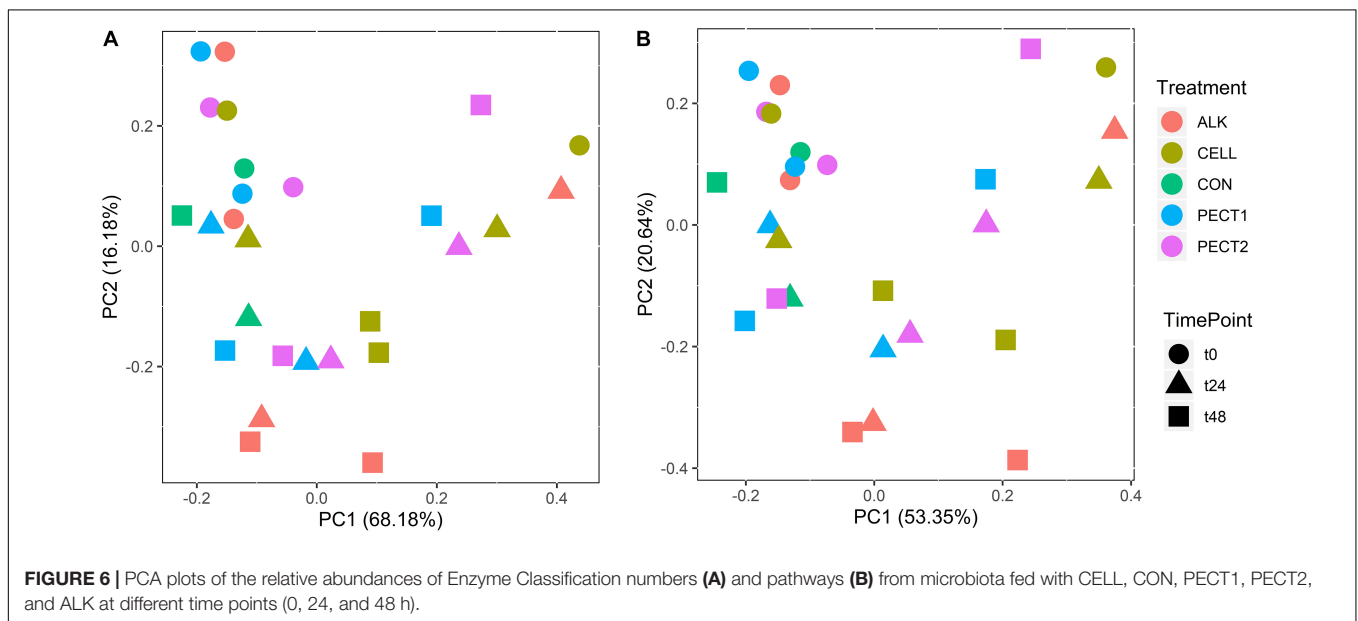 A
PC2 (16.18%)
0.2
0.0
-0.2
-0.2
0.0
0.2
0.4
PC1 (68.18%)
B
PC2 (20.64%)
0.2
0.0
-0.2
-0.4
-0.2
0.0
0.2
0.4
PC1 (53.35%)
Treatment
ALK
CELL
CON
PECT1
PECT2
TimePoint
t0
t24
t48
FIGURE 6 | PCA plots of the relative abundances of Enzyme Classification numbers (A) and pathways (B) from microbiota fed with CELL, CON, PECT1, PECT2,
and ALK at different time points (0, 24, and 48 h).